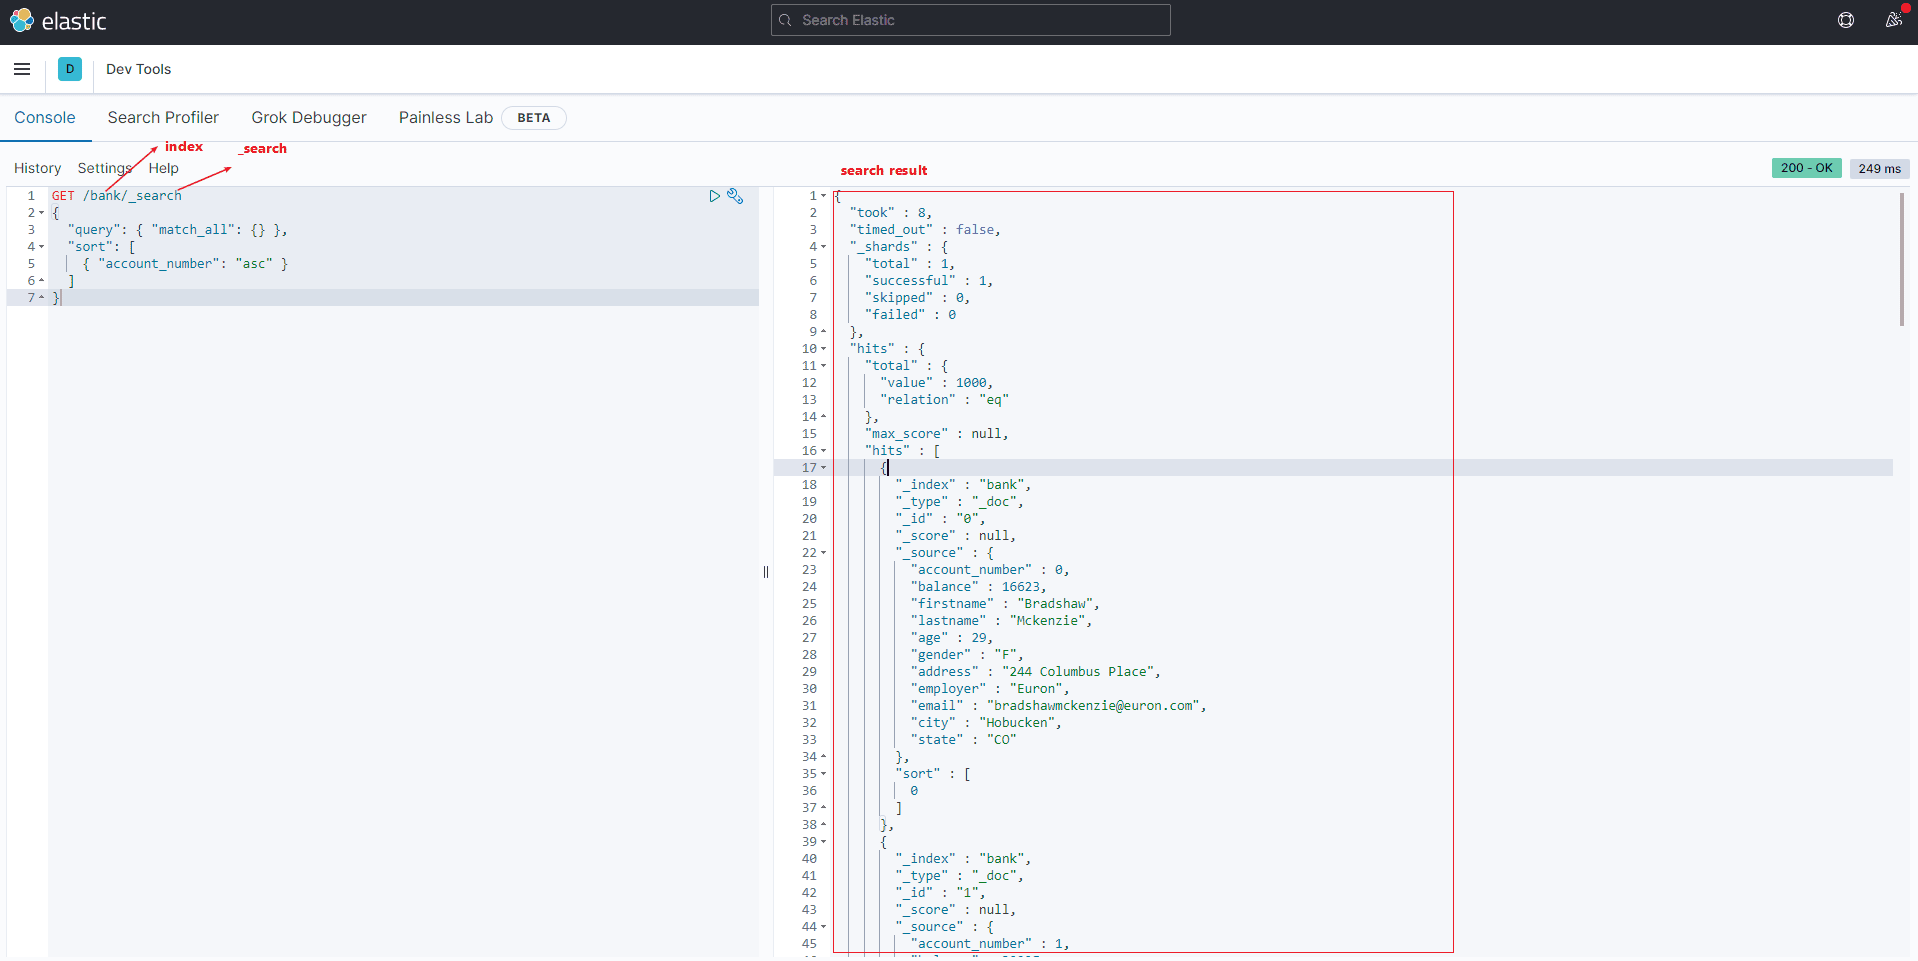 elastic
Search Elastic
D
Dev Tools
Console
Search Profiler
Grok Debugger
Painless Lab
BETA
index
_search
History
Settings
Help
search result
200 - OK
249 ms
1 GET /bank/_search
2 {
3 "query": { "match_all": {} },
4 "sort": [
5 { "account_number": "asc" }
6 ]
7 }
1 {
2 "took" : 8,
3 "timed_out" : false,
4 "_shards" : {
5 "total" : 1,
6 "successful" : 1,
7 "skipped" : 0,
8 "failed" : 0
9 },
10 "hits" : {
11 "total" : {
12 "value" : 1000,
13 "relation" : "eq"
14 },
15 "max_score" : null,
16 "hits" : [
17 {
18 "_index" : "bank",
19 "_type" : "_doc",
20 "_id" : "0",
21 "_score" : null,
22 "_source" : {
23 "account_number" : 0,
24 "balance" : 16623,
25 "firstname" : "Bradshaw",
26 "lastname" : "Mckenzie",
27 "age" : 29,
28 "gender" : "F",
29 "address" : "244 Columbus Place",
30 "employer" : "Euron",
31 "email" : "bradshawmckenzie@euron.com",
32 "city" : "Hobucken",
33 "state" : "CO"
34 },
35 "sort" : [
36 0
37 ]
38 },
39 {
40 "_index" : "bank",
41 "_type" : "_doc",
42 "_id" : "1",
43 "_score" : null,
44 "_source" : {
45 "account_number" : 1,